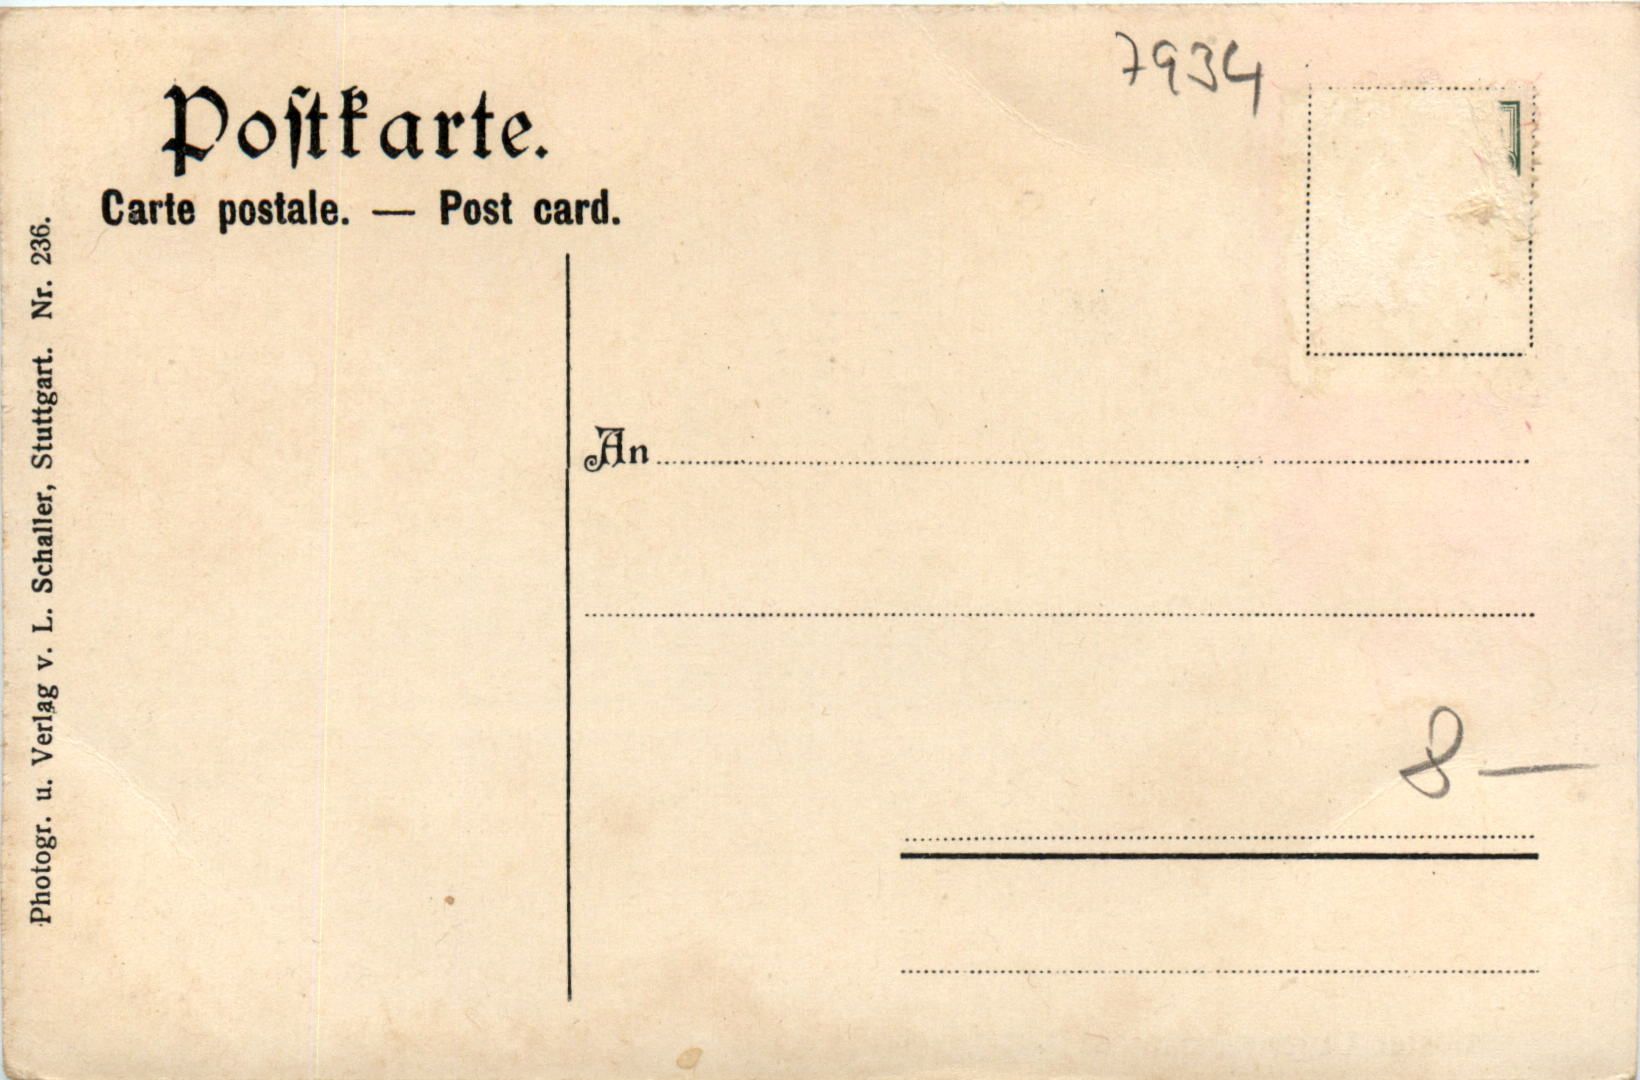 7934
Poſtkarte.
Carte postale. — Post card.
Photogr. u. Verlag v. L. Schaller, Stuttgart. Nr. 236.
An
8 —